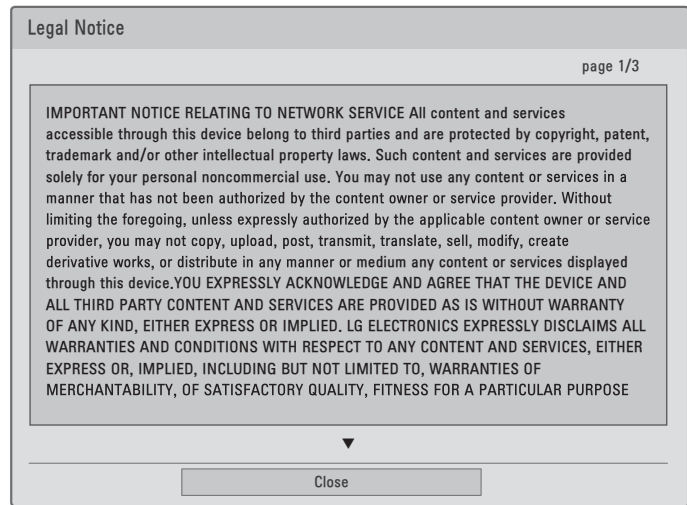 Legal Notice
page 1/3
IMPORTANT NOTICE RELATING TO NETWORK SERVICE All content and services
accessible through this device belong to third parties and are protected by copyright, patent,
trademark and/or other intellectual property laws. Such content and services are provided
solely for your personal noncommercial use. You may not use any content or services in a
manner that has not been authorized by the content owner or service provider. Without
limiting the foregoing, unless expressly authorized by the applicable content owner or service
provider, you may not copy, upload, post, transmit, translate, sell, modify, create
derivative works, or distribute in any manner or medium any content or services displayed
through this device.YOU EXPRESSLY ACKNOWLEDGE AND AGREE THAT THE DEVICE AND
ALL THIRD PARTY CONTENT AND SERVICES ARE PROVIDED AS IS WITHOUT WARRANTY
OF ANY KIND, EITHER EXPRESS OR IMPLIED. LG ELECTRONICS EXPRESSLY DISCLAIMS ALL
WARRANTIES AND CONDITIONS WITH RESPECT TO ANY CONTENT AND SERVICES, EITHER
EXPRESS OR, IMPLIED, INCLUDING BUT NOT LIMITED TO, WARRANTIES OF
MERCHANTABILITY, OF SATISFACTORY QUALITY, FITNESS FOR A PARTICULAR PURPOSE
▼
Close